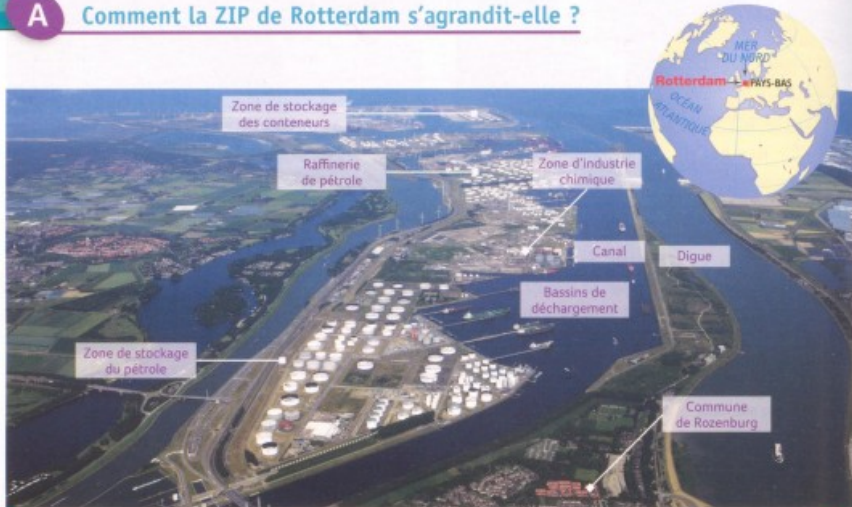 A
Comment la ZIP de Rotterdam s'agrandit-elle ?
MER
DU NORD
Rotterdam
PAYS-BAS
OCÉAN
ATLANTIQUE
Zone de stockage
des conteneurs
Raffinerie
de pétrole
Zone d'industrie
chimique
Canal
Digue
Bassins de
déchargement
Zone de stockage
du pétrole
Commune
de Rozenburg